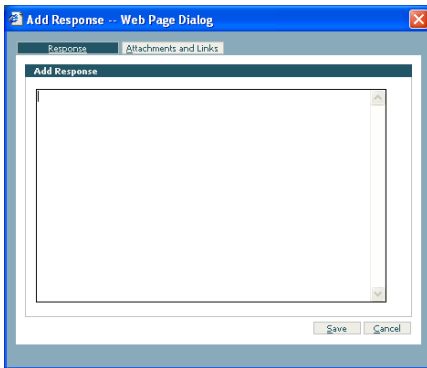 Add Response -- Web Page Dialog
Response Attachments and Links
Add Response
Save Cancel